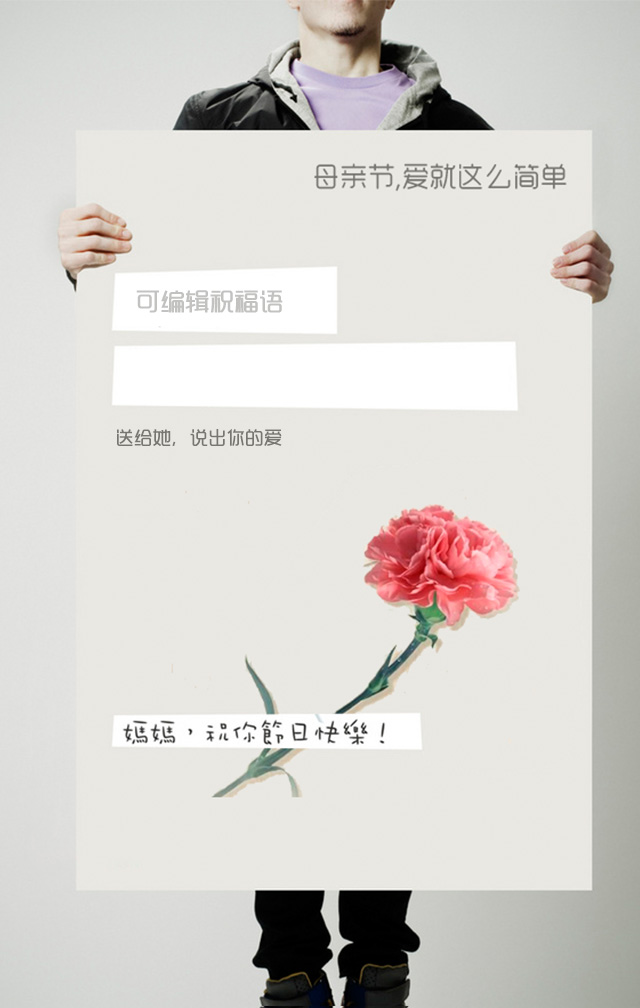 母亲节,爱就这么简单
可编辑祝福语
送给她，说出你的爱
媽媽，祝你節日快樂！